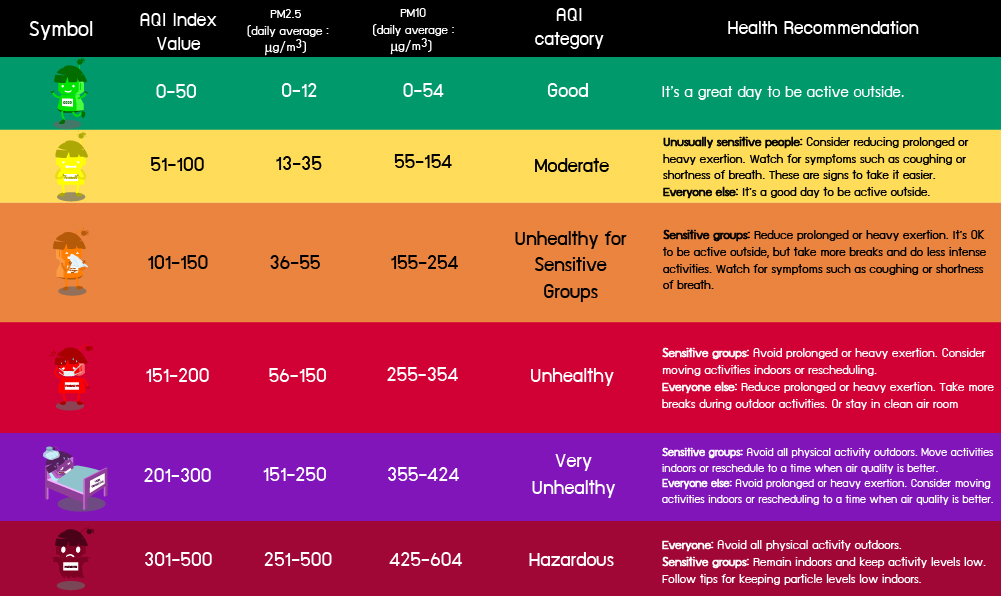 Symbol
AQI Index
Value
PM2.5
(daily average :
µg/m3)
PM10
(daily average :
µg/m3)
AQI
category
Health Recommendation
0-50
0-12
0-54
Good
It's a great day to be active outside.
51-100
13-35
55-154
Moderate
Unusually sensitive people: Consider reducing prolonged or
heavy exertion. Watch for symptoms such as coughing or
shortness of breath. These are signs to take it easier.
Everyone else: It's a good day to be active outside.
101-150
36-55
155-254
Unhealthy for
Sensitive
Groups
Sensitive groups: Reduce prolonged or heavy exertion. It's OK
to be active outside, but take more breaks and do less intense
activities. Watch for symptoms such as coughing or shortness
of breath.
151-200
56-150
255-354
Unhealthy
Sensitive groups: Avoid prolonged or heavy exertion. Consider
moving activities indoors or rescheduling.
Everyone else: Reduce prolonged or heavy exertion. Take more
breaks during outdoor activities. Or stay in clean air room
201-300
151-250
355-424
Very
Unhealthy
Sensitive groups: Avoid all physical activity outdoors. Move activities
indoors or reschedule to a time when air quality is better.
Everyone else: Avoid prolonged or heavy exertion. Consider moving
activities indoors or rescheduling to a time when air quality is better.
301-500
251-500
425-604
Hazardous
Everyone: Avoid all physical activity outdoors.
Sensitive groups: Remain indoors and keep activity levels low.
Follow tips for keeping particle levels low indoors.